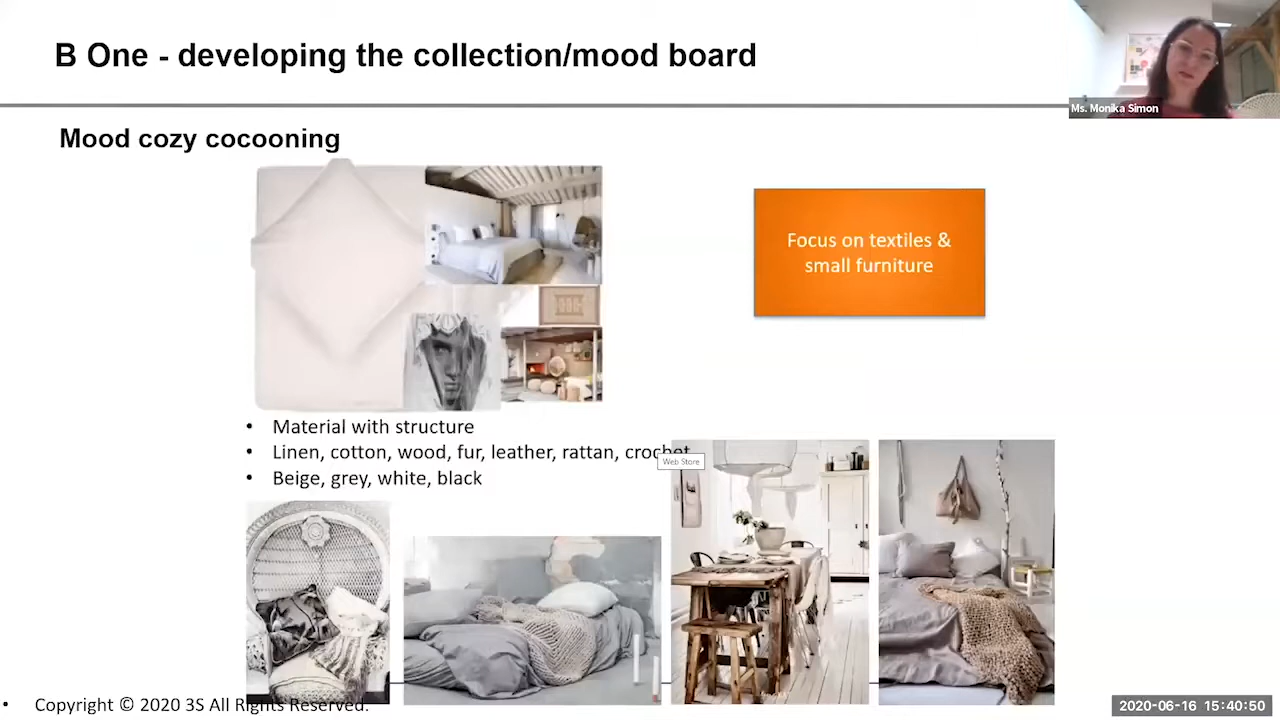 B One - developing the collection/mood board
Ms. Monika Simon
Mood cozy cocooning
Focus on textiles &
small furniture
• Material with structure
• Linen, cotton, wood, fur, leather, rattan, crochet
• Beige, grey, white, black
Web Store
• Copyright © 2020 3S All Rights Reserved.
2020-06-16 15:40:50